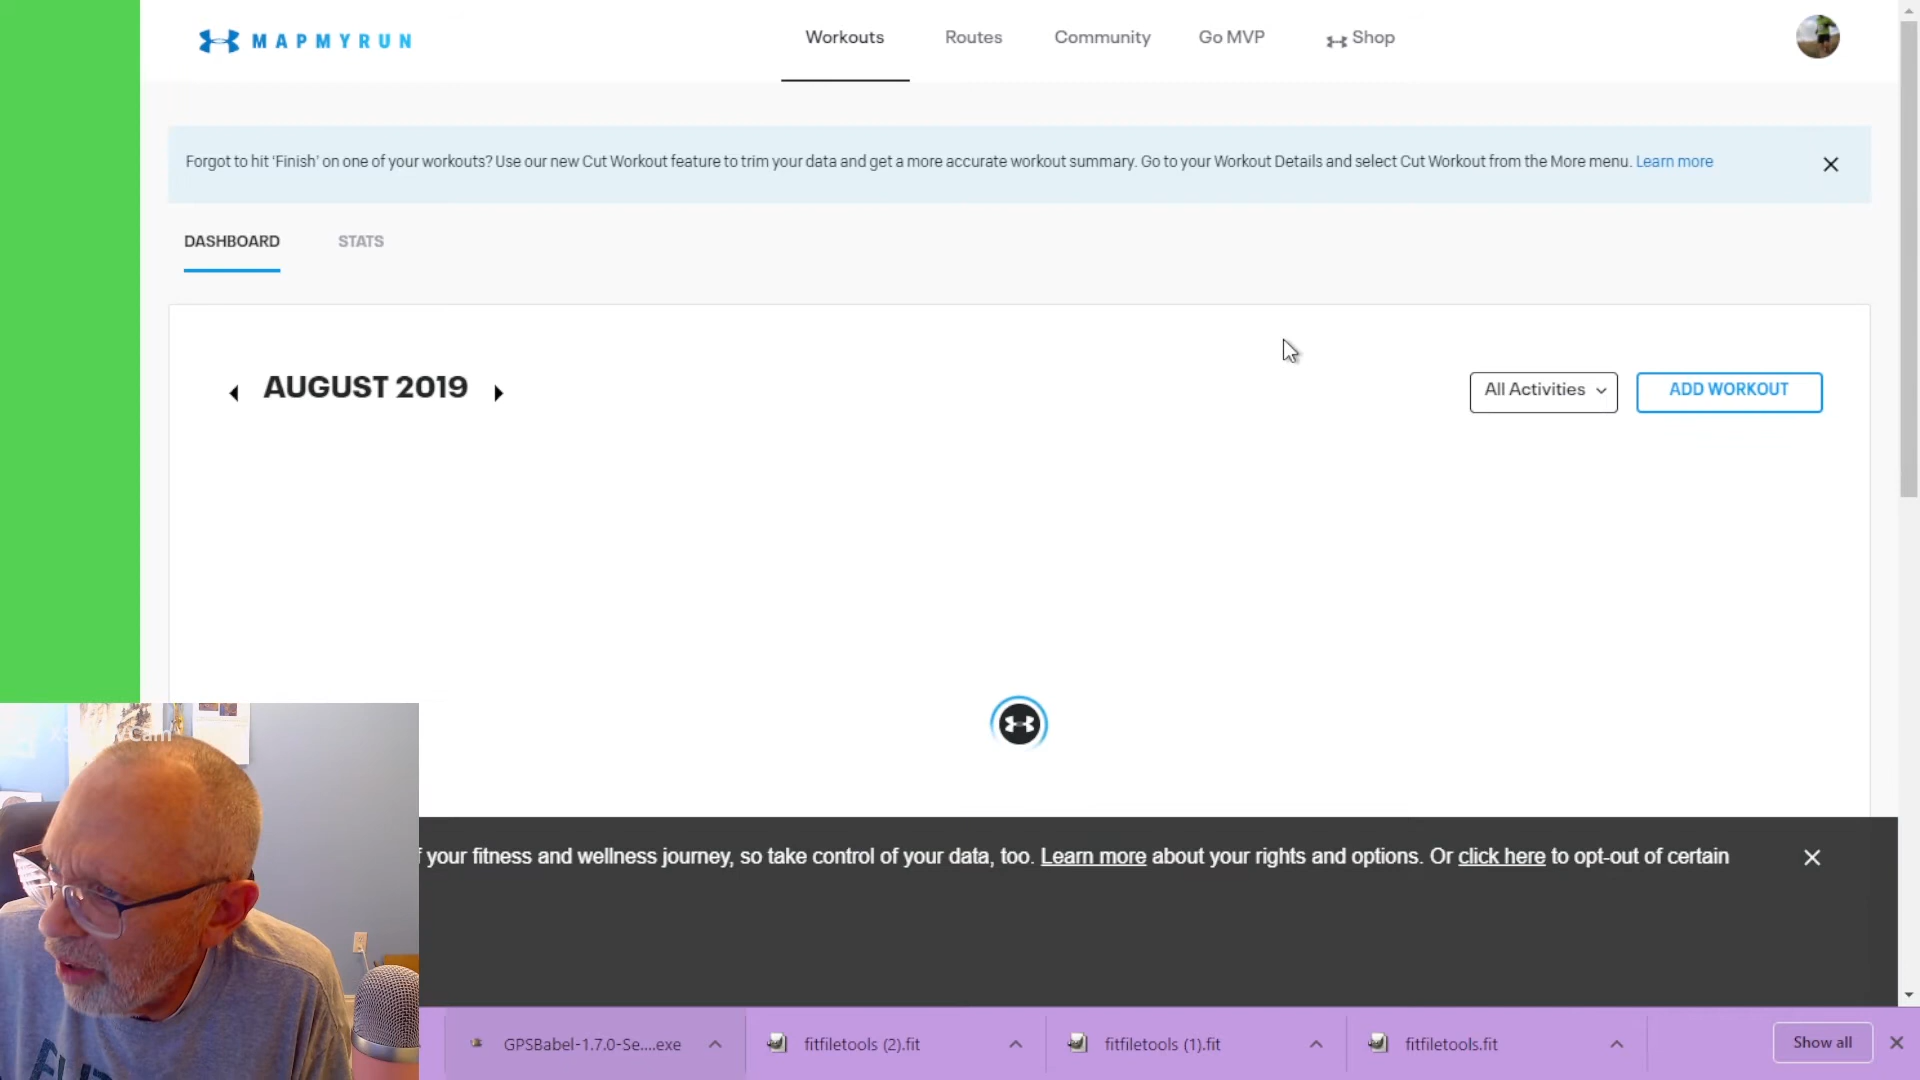 MAPMYRUN
Workouts
Routes
Community
Go MVP
Shop
Forgot to hit 'Finish' on one of your workouts? Use our new Cut Workout feature to trim your data and get a more accurate workout summary. Go to your Workout Details and select Cut Workout from the More menu. Learn more
DASHBOARD
STATS
AUGUST 2019
All Activities
ADD WORKOUT
your fitness and wellness journey, so take control of your data, too. Learn more about your rights and options. Or click here to opt-out of certain
GPSBabel-1.7.0-Se....exe
fitfiletools (2).fit
fitfiletools (1).fit
fitfiletools.fit
Show all